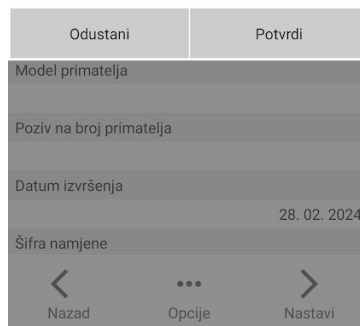 Odustani Potvrdi
Model primatelja
Poziv na broj primatelja
Datum izvršenja
28. 02. 2024
Šifra namjene
Nazad Opcije Nastavi